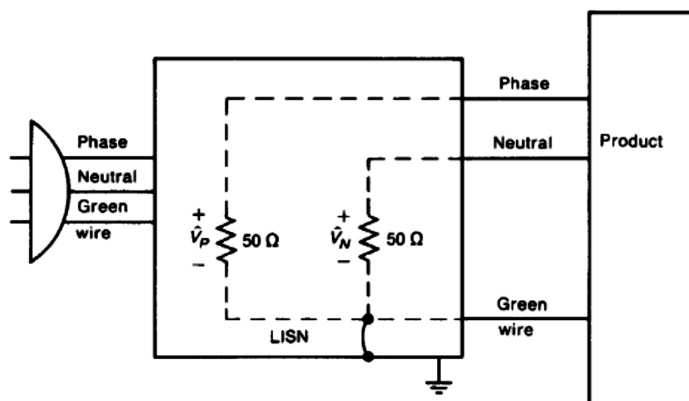 Phase
Neutral
Green
wire
+
V̂P
−
50 Ω
+
V̂N
−
50 Ω
LISN
Phase
Neutral
Green
wire
Product